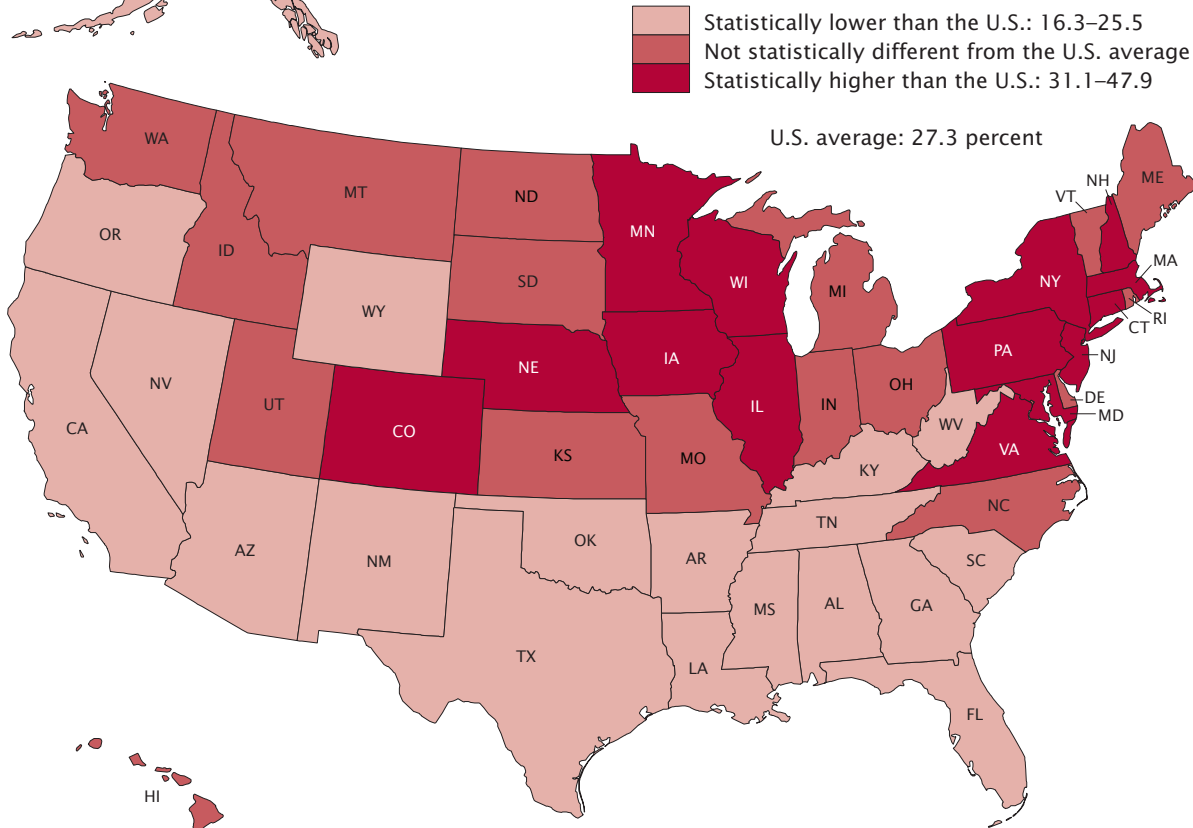 Statistically lower than the U.S.: 16.3–25.5
Not statistically different from the U.S. average
Statistically higher than the U.S.: 31.1–47.9
U.S. average: 27.3 percent
WA
MT
ND
MN
OR
ID
SD
WI
MI
NY
VT
NH
ME
MA
RI
CT
WY
NE
IA
PA
NJ
NV
UT
CO
IL
IN
OH
DE
MD
CA
KS
MO
WV
VA
KY
NC
AZ
NM
OK
AR
TN
SC
MS
AL
GA
TX
LA
FL
HI